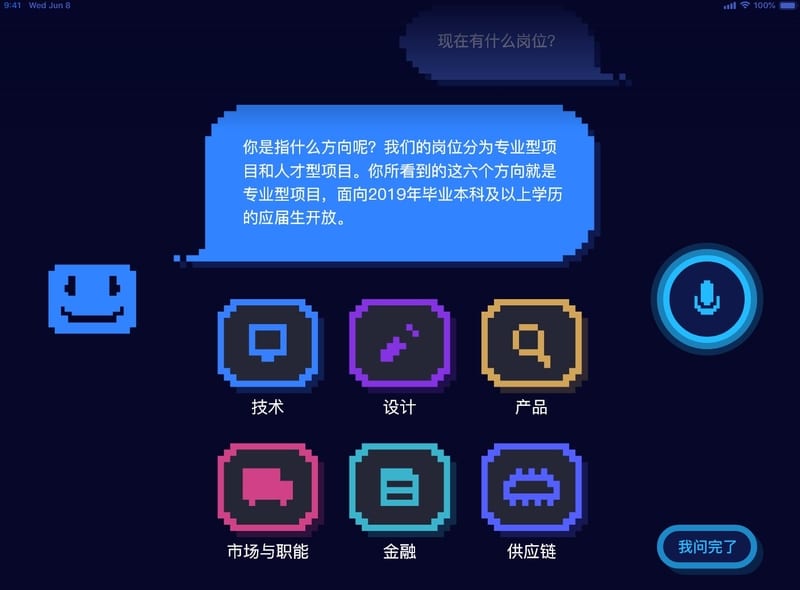 9:41 Wed Jun 8
100%
现在有什么岗位？
你是指什么方向呢？我们的岗位分为专业型项
目和人才型项目。你所看到的这六个方向就是
专业型项目，面向2019年毕业本科及以上学历
的应届生开放。
技术
设计
产品
市场与职能
金融
供应链
我问完了